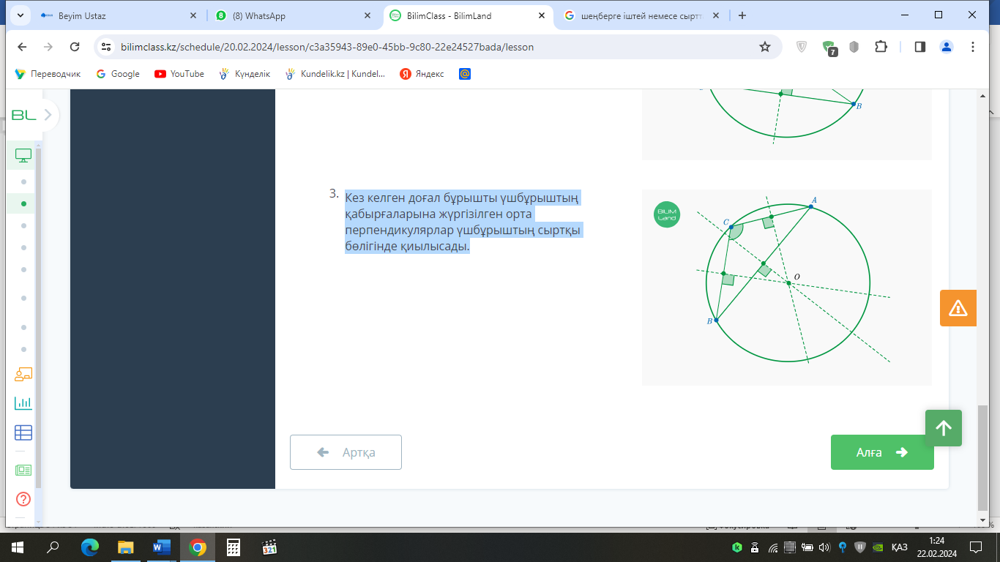 Beyim Ustaz
(8) WhatsApp
BilimClass - BilimLand
шеңберге іштей немесе сыртт
bilimclass.kz/schedule/20.02.2024/lesson/c3a35943-89e0-45bb-9c80-22e24527bada/lesson
7
Переводчик
Google
YouTube
Күнделік
Kundelik.kz | Kundel...
Яндекс
BL
B
3.
Кез келген доғал бұрышты үшбұрыштың
қабырғаларына жүргізілген орта
перпендикулярлар үшбұрыштың сыртқы
бөлігінде қиылысады.
BILIM
Land
A
C
O
B
Артқа
Алға
ҚАЗ
1:24
22.02.2024